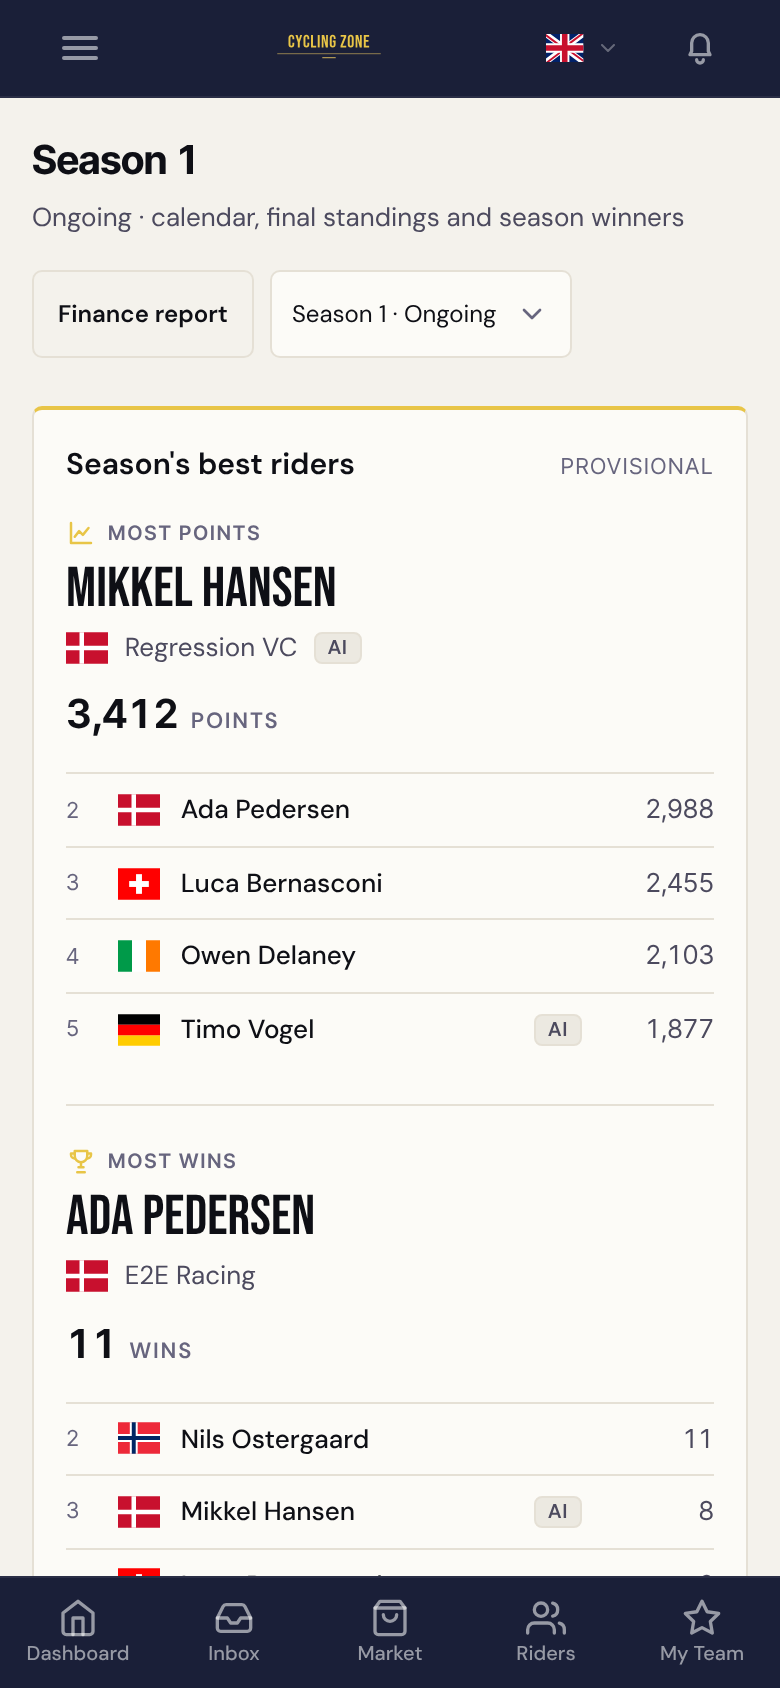 CYCLING ZONE
Season 1
Ongoing · calendar, final standings and season winners
Finance report
Season 1 · Ongoing
Season's best riders
PROVISIONAL
MOST POINTS
MIKKEL HANSEN
Regression VC AI
3,412 POINTS
2 Ada Pedersen 2,988
3 Luca Bernasconi 2,455
4 Owen Delaney 2,103
5 Timo Vogel AI 1,877
MOST WINS
ADA PEDERSEN
E2E Racing
11 WINS
2 Nils Ostergaard 11
3 Mikkel Hansen AI 8
Dashboard
Inbox
Market
Riders
My Team